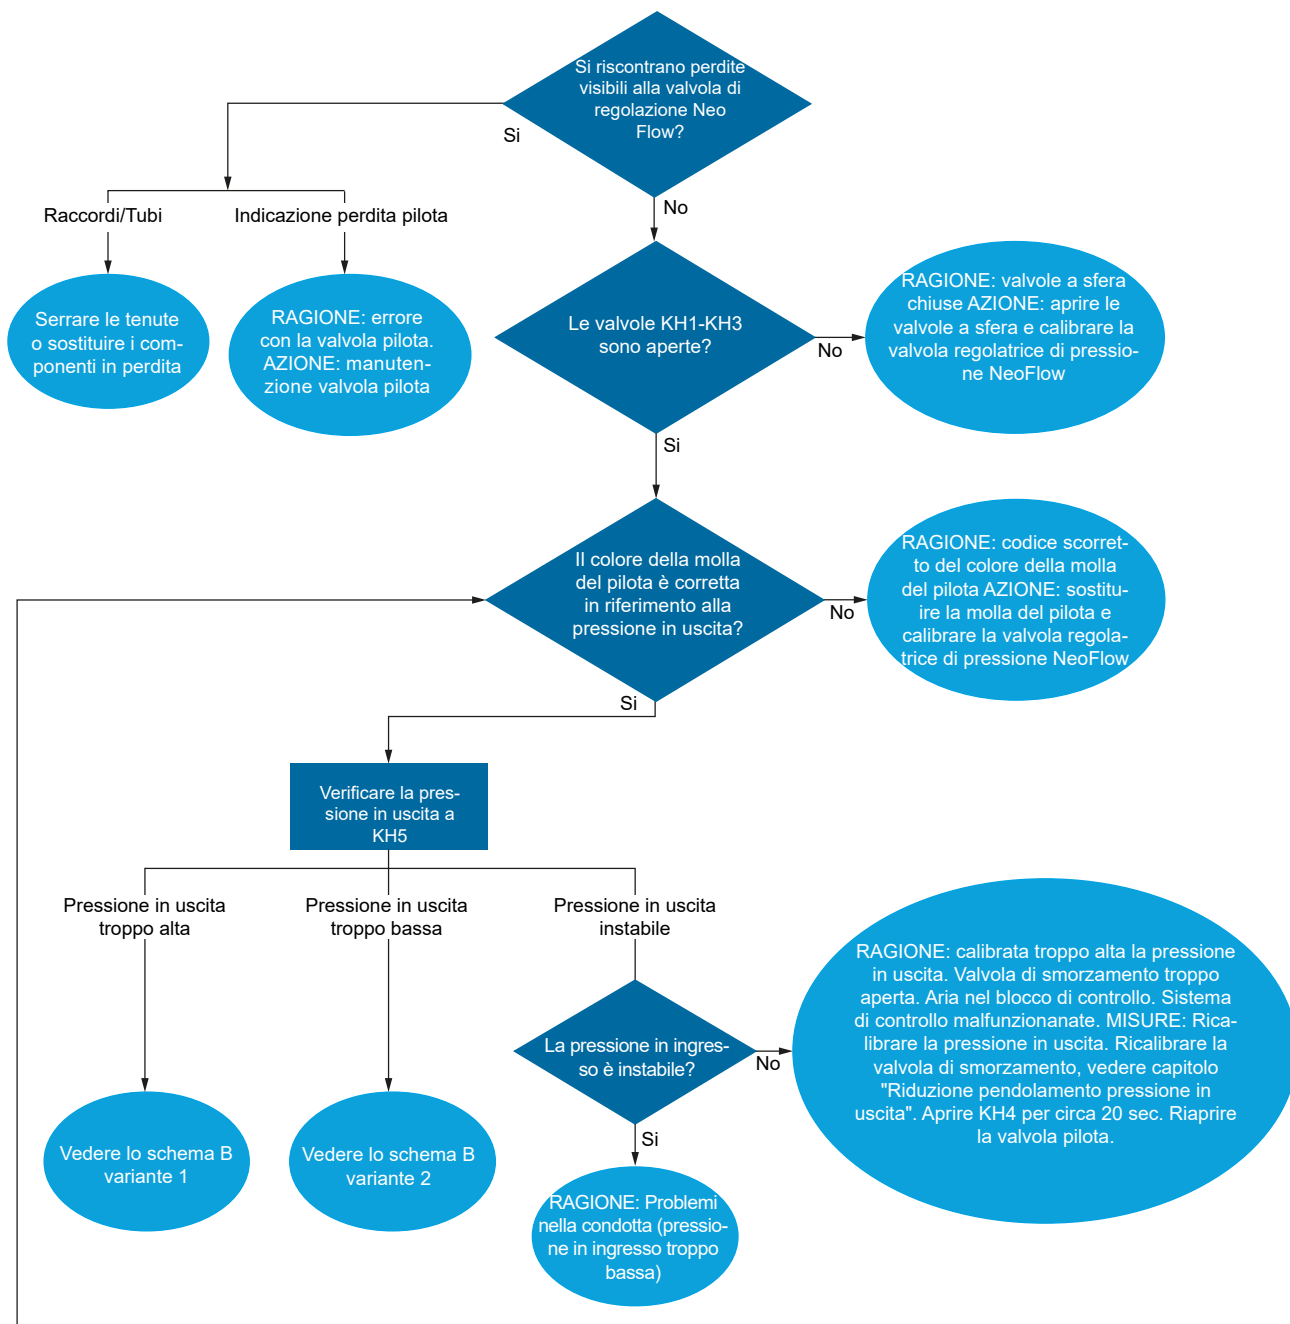 Si riscontrano perdite
visibili alla valvola di
regolazione Neo
Flow?
Si
No
Raccordi/Tubi
Indicazione perdita pilota
Serrare le tenute
o sostituire i com-
ponenti in perdita
RAGIONE: errore
con la valvola pilota.
AZIONE: manuten-
zione valvola pilota
Le valvole KH1-KH3
sono aperte?
No
RAGIONE: valvole a sfera
chiuse AZIONE: aprire le
valvole a sfera e calibrare la
valvola regolatrice di pressio-
ne NeoFlow
Si
Il colore della molla
del pilota è corretta
in riferimento alla
pressione in uscita?
No
RAGIONE: codice scorret-
to del colore della molla
del pilota AZIONE: sostitu-
ire la molla del pilota e
calibrare la valvola regola-
trice di pressione NeoFlow
Si
Verificare la pres-
sione in uscita a
KH5
Pressione in uscita
troppo alta
Pressione in uscita
troppo bassa
Pressione in uscita
instabile
Vedere lo schema B
variante 1
Vedere lo schema B
variante 2
La pressione in ingres-
so è instabile?
No
RAGIONE: calibrata troppo alta la pressione
in uscita. Valvola di smorzamento troppo
aperta. Aria nel blocco di controllo. Sistema
di controllo malfunzionanate. MISURE: Rica-
librare la pressione in uscita. Ricalibrare la
valvola di smorzamento, vedere capitolo
"Riduzione pendolamento pressione in
uscita". Aprire KH4 per circa 20 sec. Riaprire
la valvola pilota.
Si
RAGIONE: Problemi
nella condotta (pressio-
ne in ingresso troppo
bassa)